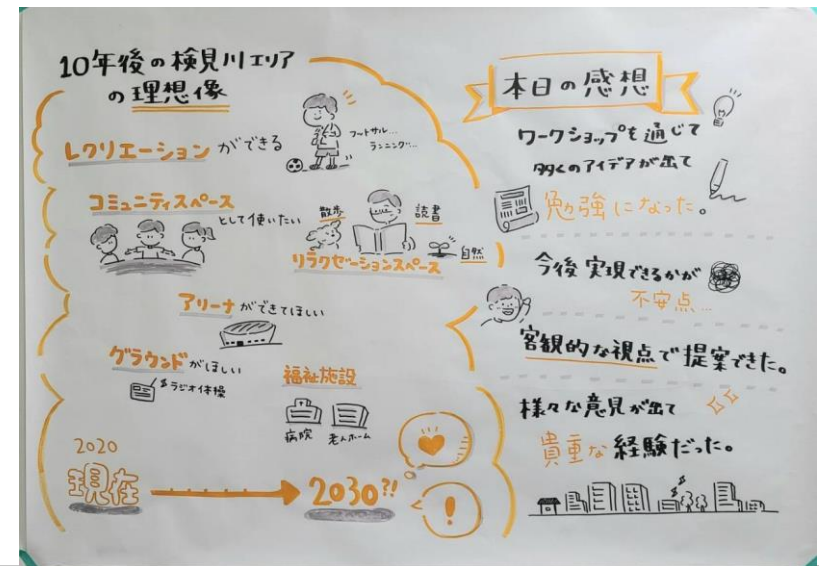 10年後の検見川エリア
の理想像
レクリエーションができる
フットサル…
ランニング…
コミュニティスペース
として使いたい
散歩
読書
自然
リラクゼーションスペース
アリーナができてほしい
グラウンドがほしい
ラジオ体操
福祉施設
病院
老人ホーム
2020
現在
2030?!
!
本日の感想
ワークショップを通じて
多くのアイデアが出て
勉強になった。
今後実現できるかが
不安点…
客観的な視点で提案できた。
様々な意見が出て
貴重な経験だった。